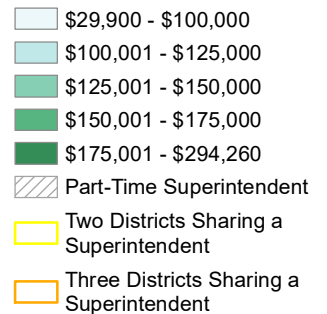 $29,900 - $100,000
$100,001 - $125,000
$125,001 - $150,000
$150,001 - $175,000
$175,001 - $294,260
Part-Time Superintendent
Two Districts Sharing a
Superintendent
Three Districts Sharing a
Superintendent